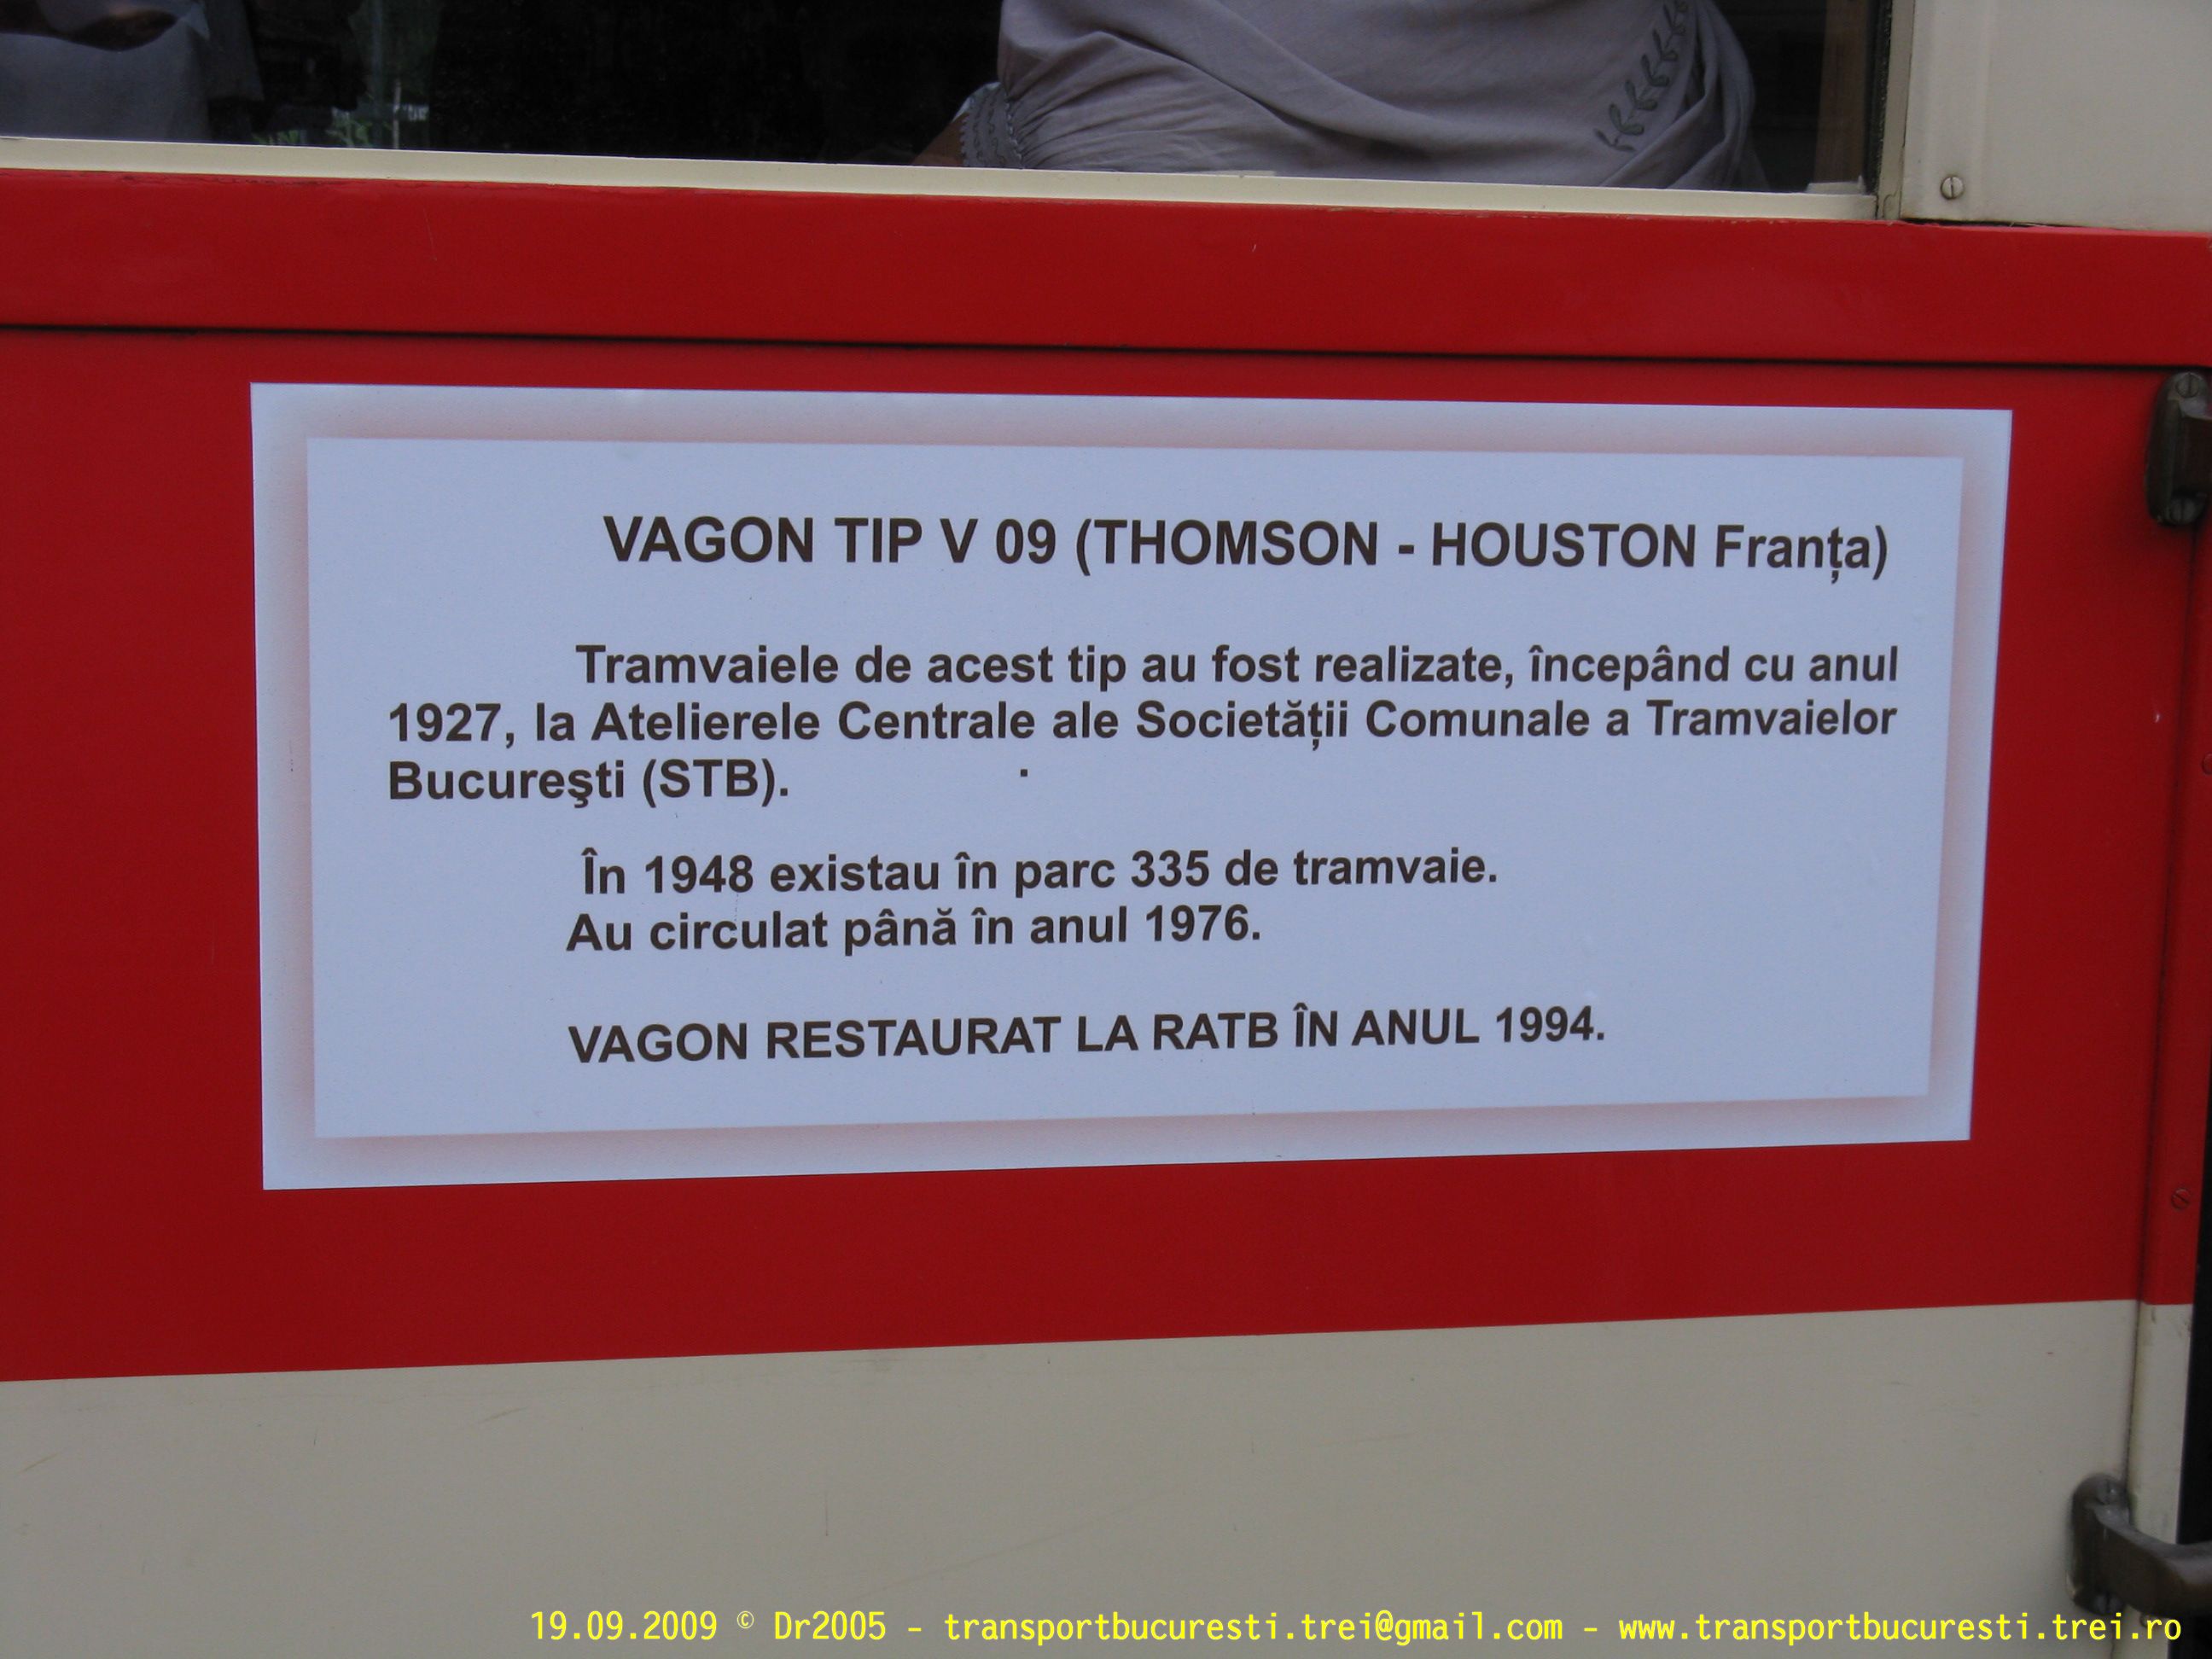 VAGON TIP V 09 (THOMSON - HOUSTON Franța)
Tramvaiele de acest tip au fost realizate, începând cu anul
1927, la Atelierele Centrale ale Societății Comunale a Tramvaielor
Bucureşti (STB).
În 1948 existau în parc 335 de tramvaie.
Au circulat până în anul 1976.
VAGON RESTAURAT LA RATB ÎN ANUL 1994.
19.09.2009 © Dr2005 - transportbucuresti.trei@gmail.com - www.transportbucuresti.trei.ro